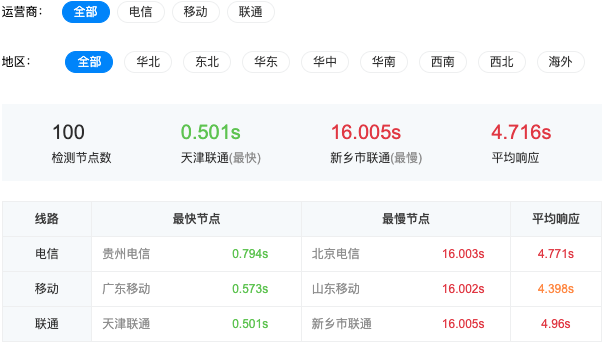 运营商： 全部 电信 移动 联通
地区： 全部 华北 东北 华东 华中 华南 西南 西北 海外
100 0.501s 16.005s 4.716s
检测节点数 天津联通(最快) 新乡市联通(最慢) 平均响应
线路 最快节点 最慢节点 平均响应
电信 贵州电信 0.794s 北京电信 16.003s 4.771s
移动 广东移动 0.573s 山东移动 16.002s 4.398s
联通 天津联通 0.501s 新乡市联通 16.005s 4.96s